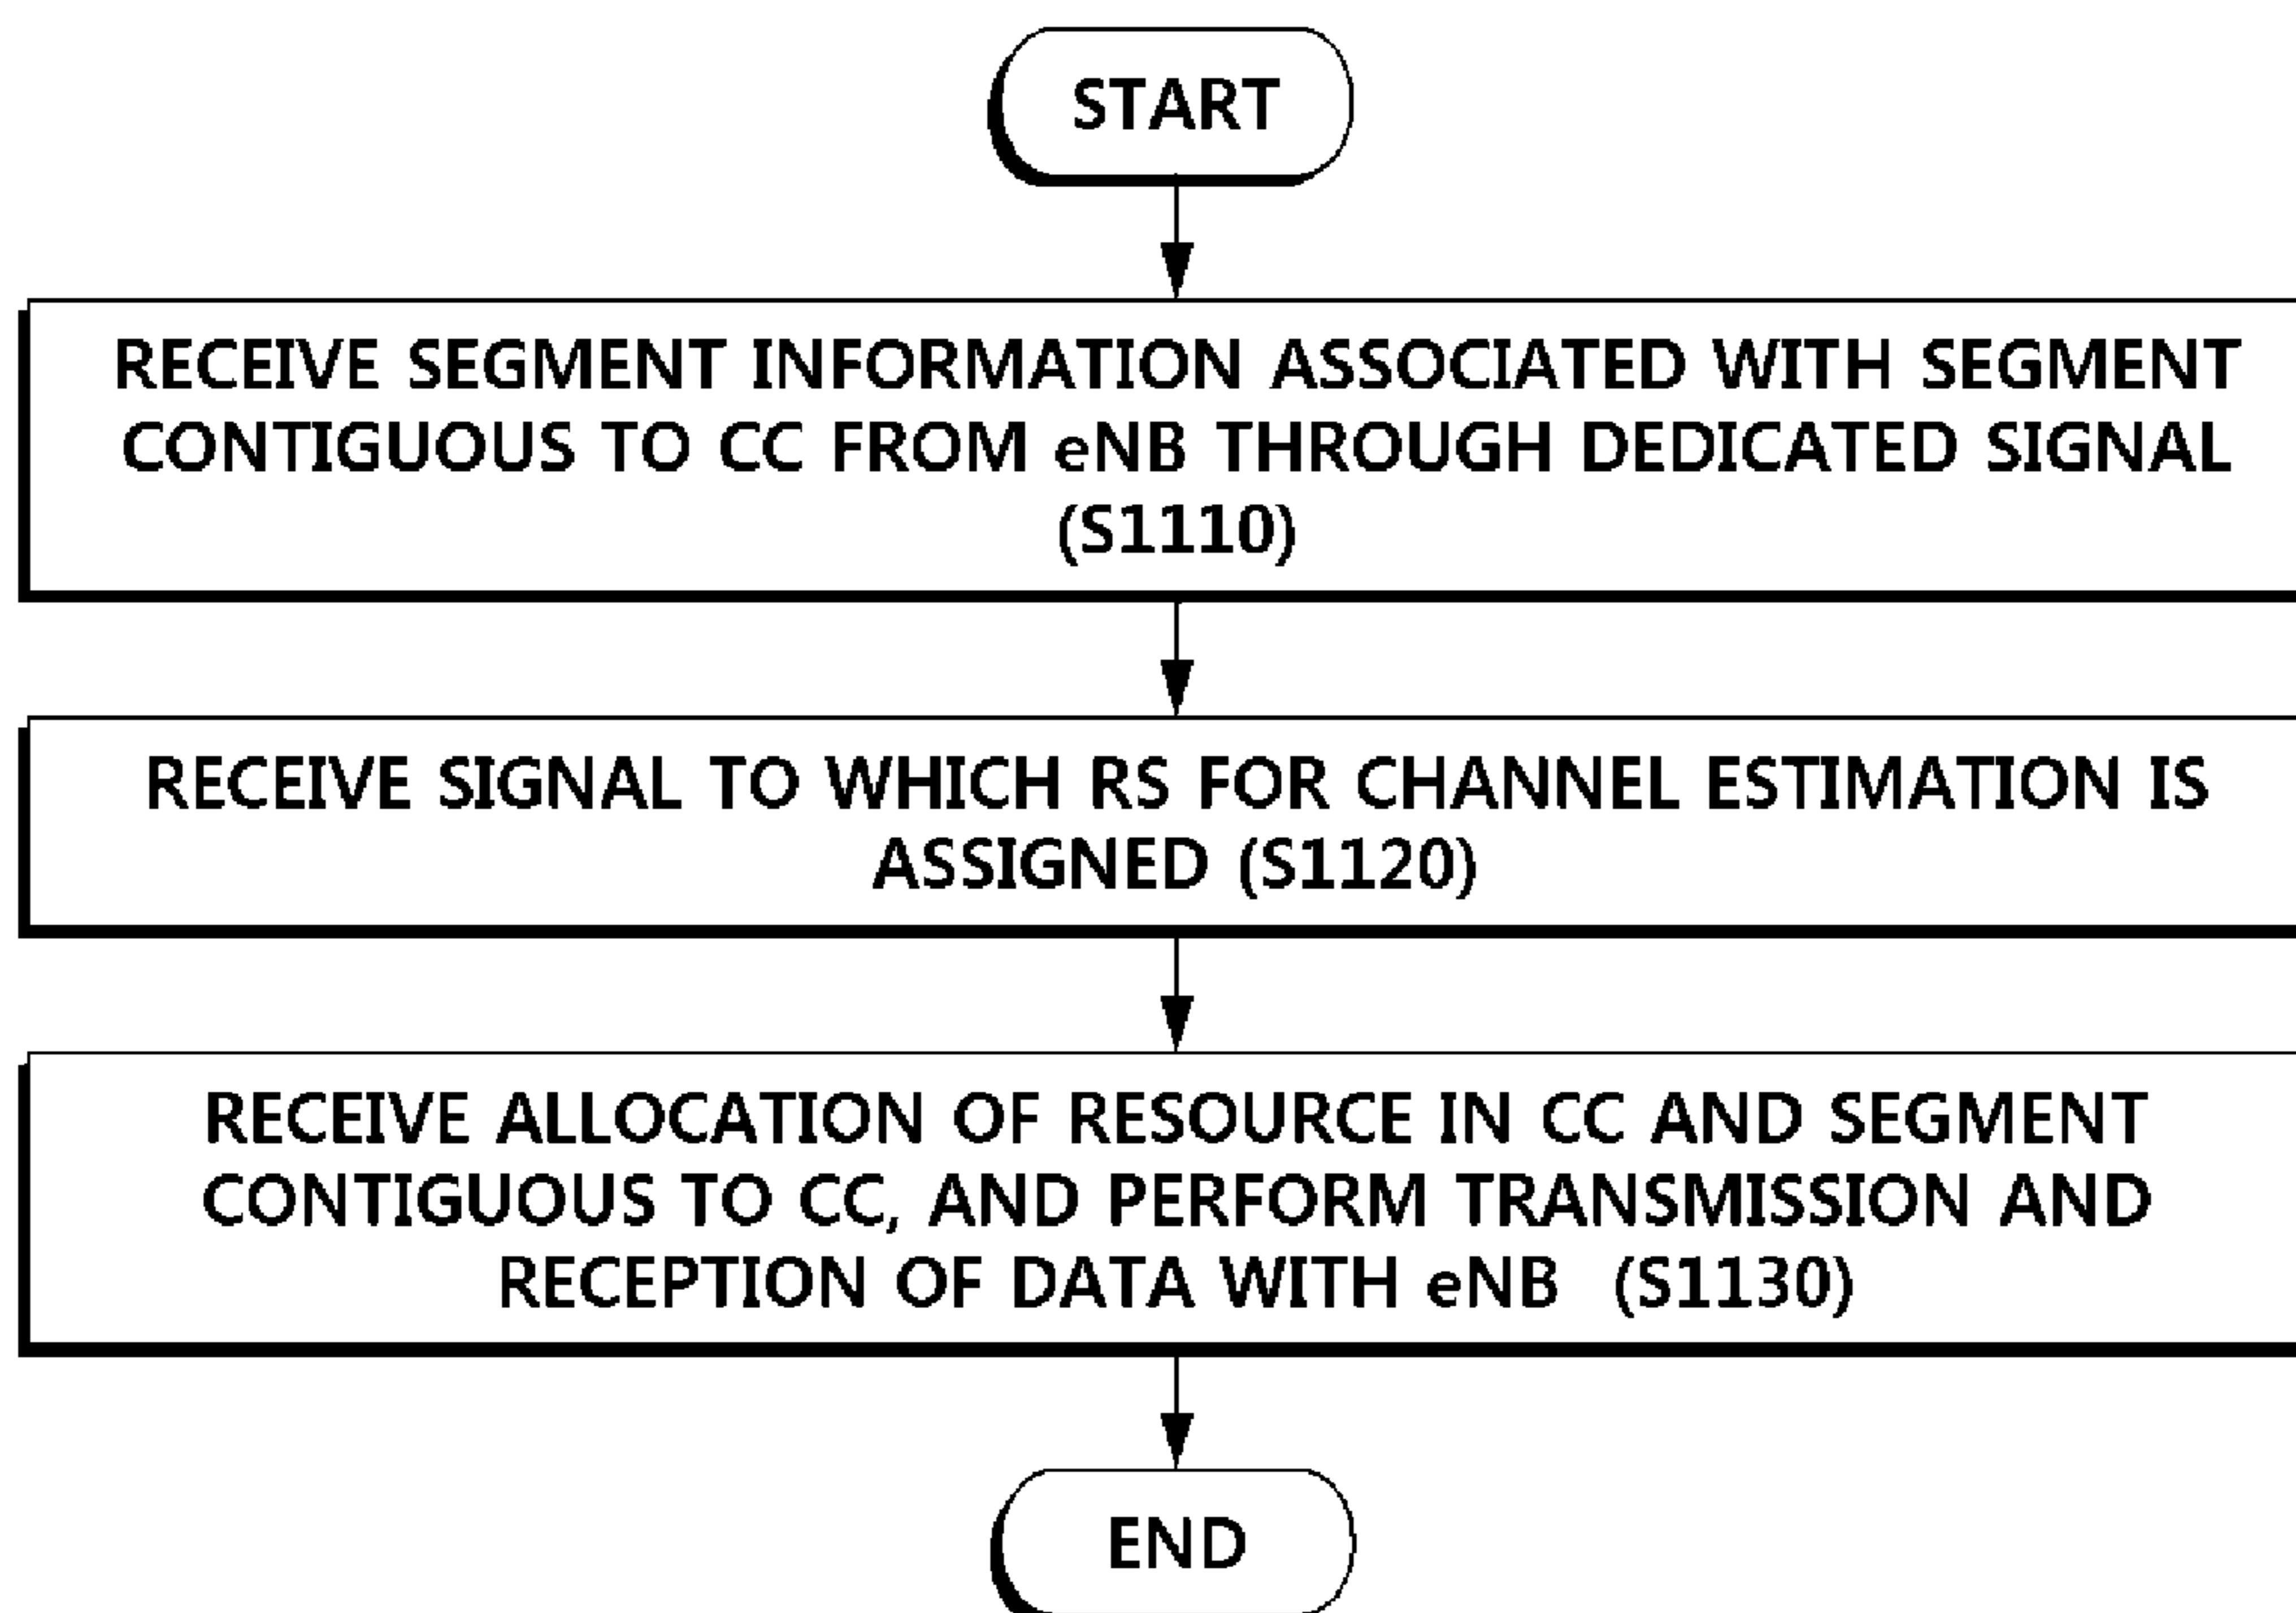 START
RECEIVE SEGMENT INFORMATION ASSOCIATED WITH SEGMENT
CONTIGUOUS TO CC FROM eNB THROUGH DEDICATED SIGNAL
(S1110)
RECEIVE SIGNAL TO WHICH RS FOR CHANNEL ESTIMATION IS
ASSIGNED (S1120)
RECEIVE ALLOCATION OF RESOURCE IN CC AND SEGMENT
CONTIGUOUS TO CC, AND PERFORM TRANSMISSION AND
RECEPTION OF DATA WITH eNB (S1130)
END